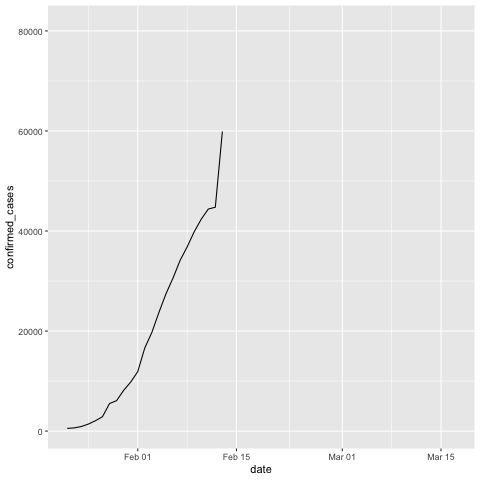 80000
60000
40000
20000
0
confirmed_cases
Feb 01
Feb 15
Mar 01
Mar 15
date